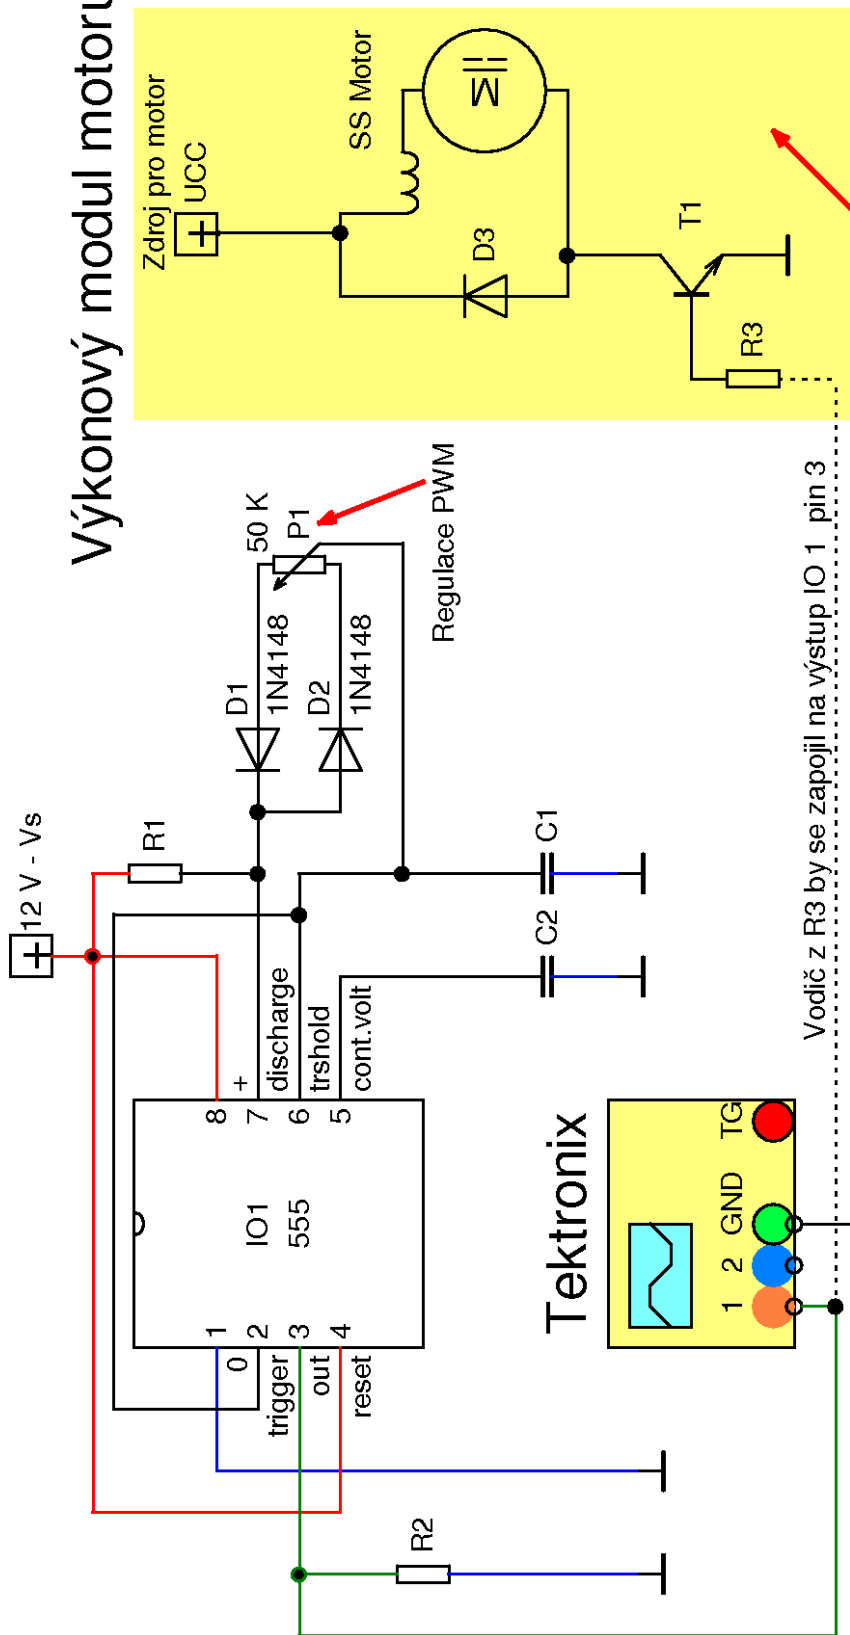 Výkonový modul motoru
Zdroj pro motor
UCC
SS Motor
M
D3
T1
R3
50 K
P1
Regulace PWM
D1
1N4148
D2
1N4148
12 V - Vs
R1
C1
C2
+
8
7
discharge
6
trshold
5
cont.volt
IO1
555
1
0
2
trigger
3
out
4
reset
R2
Tektronix
1
2
GND
TG
Vodič z R3 by se zapojil na výstup IO 1 pin 3